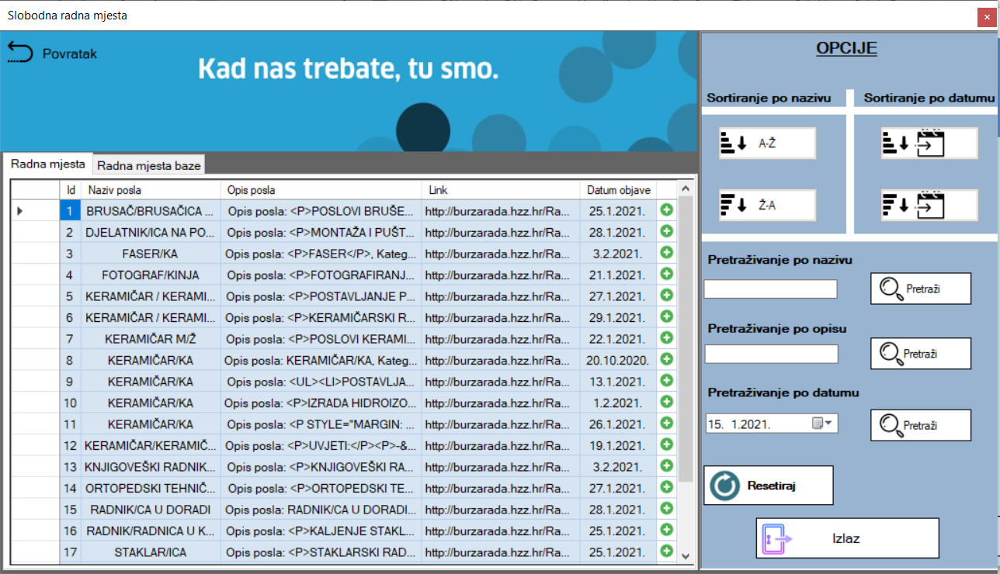 Slobodna radna mjesta
Povratak
Kad nas trebate, tu smo.
Radna mjesta
Radna mjesta baze
Id Naziv posla Opis posla Link Datum objave
1 BRUSAČ/BRUSAČICA ... Opis posla: <P>POSLOVI BRUŠE... http://burzarada.hzz.hr/Ra... 25.1.2021.
2 DJELATNIK/ICA NA PO... Opis posla: <P>MONTAŽA I PUŠT... http://burzarada.hzz.hr/Ra... 28.1.2021.
3 FASER/KA Opis posla: <P>FASER</P>, Kateg... http://burzarada.hzz.hr/Ra... 3.2.2021.
4 FOTOGRAF/KINJA Opis posla: <P>FOTOGRAFIRANJ... http://burzarada.hzz.hr/Ra... 21.1.2021.
5 KERAMIČAR / KERAMI... Opis posla: <P>POSTAVLJANJE P... http://burzarada.hzz.hr/Ra... 27.1.2021.
6 KERAMIČAR / KERAMI... Opis posla: <P>KERAMIČARSKI R... http://burzarada.hzz.hr/Ra... 29.1.2021.
7 KERAMIČAR M/Ž Opis posla: <P>POSLOVI KERAMI... http://burzarada.hzz.hr/Ra... 22.1.2021.
8 KERAMIČAR/KA Opis posla: KERAMIČAR/KA, Kateg... http://burzarada.hzz.hr/Ra... 20.10.2020.
9 KERAMIČAR/KA Opis posla: <UL><LI>POSTAVLJA... http://burzarada.hzz.hr/Ra... 13.1.2021.
10 KERAMIČAR/KA Opis posla: <P>IZRADA HIDROIZO... http://burzarada.hzz.hr/Ra... 1.2.2021.
11 KERAMIČAR/KA Opis posla: <P STYLE="MARGIN: ... http://burzarada.hzz.hr/Ra... 26.1.2021.
12 KERAMIČAR/KERAMIČ... Opis posla: <P>UVJETI:</P><P>-&... http://burzarada.hzz.hr/Ra... 19.1.2021.
13 KNJIGOVEŠKI RADNIK... Opis posla: <P>KNJIGOVEŠKI RA... http://burzarada.hzz.hr/Ra... 3.2.2021.
14 ORTOPEDSKI TEHNIČ... Opis posla: <P>ORTOPEDSKI TE... http://burzarada.hzz.hr/Ra... 27.1.2021.
15 RADNIK/CA U DORADI Opis posla: RADNIK/CA U DORADI... http://burzarada.hzz.hr/Ra... 28.1.2021.
16 RADNIK/RADNICA U K... Opis posla: <P>KALJENJE STAKL... http://burzarada.hzz.hr/Ra... 25.1.2021.
17 STAKLAR/ICA Opis posla: <P>STAKLARSKI RAD... http://burzarada.hzz.hr/Ra... 25.1.2021.
OPCIJE
Sortiranje po nazivu
Sortiranje po datumu
A-Ž
Ž-A
Pretraživanje po nazivu
Pretraži
Pretraživanje po opisu
Pretraži
Pretraživanje po datumu
15. 1.2021.
Pretraži
Resetiraj
Izlaz